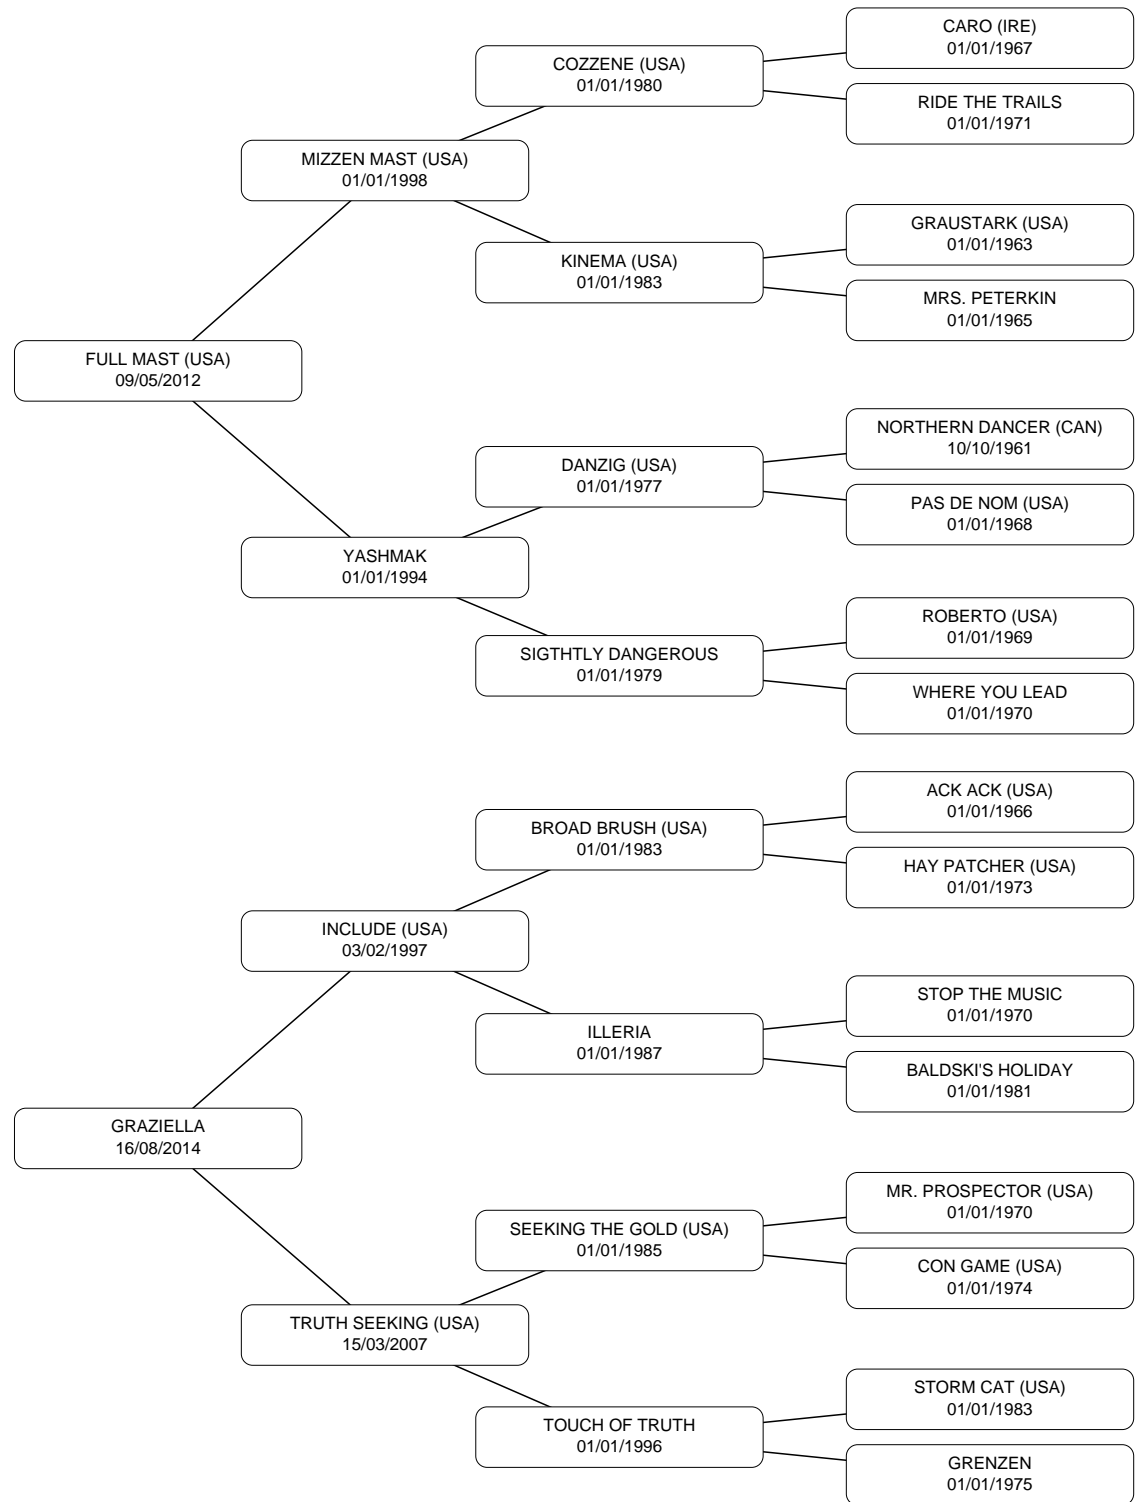 CARO (IRE)
01/01/1967
COZZENE (USA)
01/01/1980
RIDE THE TRAILS
01/01/1971
MIZZEN MAST (USA)
01/01/1998
GRAUSTARK (USA)
01/01/1963
KINEMA (USA)
01/01/1983
MRS. PETERKIN
01/01/1965
FULL MAST (USA)
09/05/2012
NORTHERN DANCER (CAN)
10/10/1961
DANZIG (USA)
01/01/1977
PAS DE NOM (USA)
01/01/1968
YASHMAK
01/01/1994
ROBERTO (USA)
01/01/1969
SIGTHTLY DANGEROUS
01/01/1979
WHERE YOU LEAD
01/01/1970
ACK ACK (USA)
01/01/1966
BROAD BRUSH (USA)
01/01/1983
HAY PATCHER (USA)
01/01/1973
INCLUDE (USA)
03/02/1997
STOP THE MUSIC
01/01/1970
ILLERIA
01/01/1987
BALDSKI'S HOLIDAY
01/01/1981
GRAZIELLA
16/08/2014
MR. PROSPECTOR (USA)
01/01/1970
SEEKING THE GOLD (USA)
01/01/1985
CON GAME (USA)
01/01/1974
TRUTH SEEKING (USA)
15/03/2007
STORM CAT (USA)
01/01/1983
TOUCH OF TRUTH
01/01/1996
GRENZEN
01/01/1975